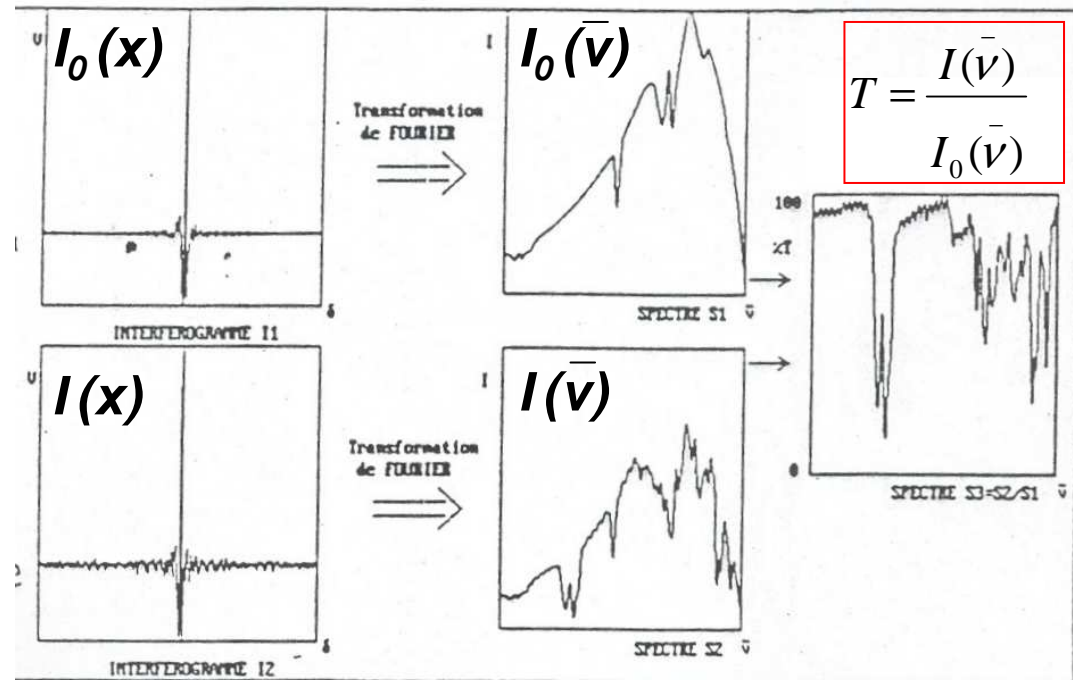 U
I₀(x)
δ
INTERFEROGRAMME I1
Transformation
de FOURIER
I
I₀(ν̄)
SPECTRE S1 ν̄
T = I(ν̄) / I₀(ν̄)
U
I(x)
δ
INTERFEROGRAMME I2
Transformation
de FOURIER
I
I(ν̄)
SPECTRE S2 ν̄
100
%T
0
SPECTRE S3=S2/S1 ν̄